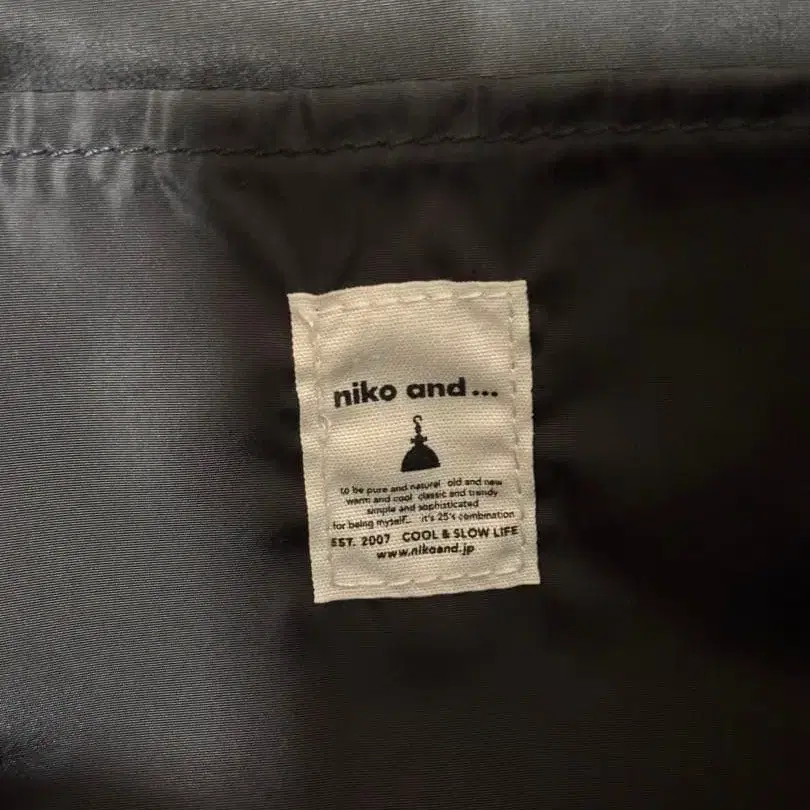 niko and...
to be pure and natural old and new
warm and cool classic and trendy
simple and sophisticated
for being myself... it's 25's combination
EST. 2007 COOL & SLOW LIFE
www.nikoand.jp